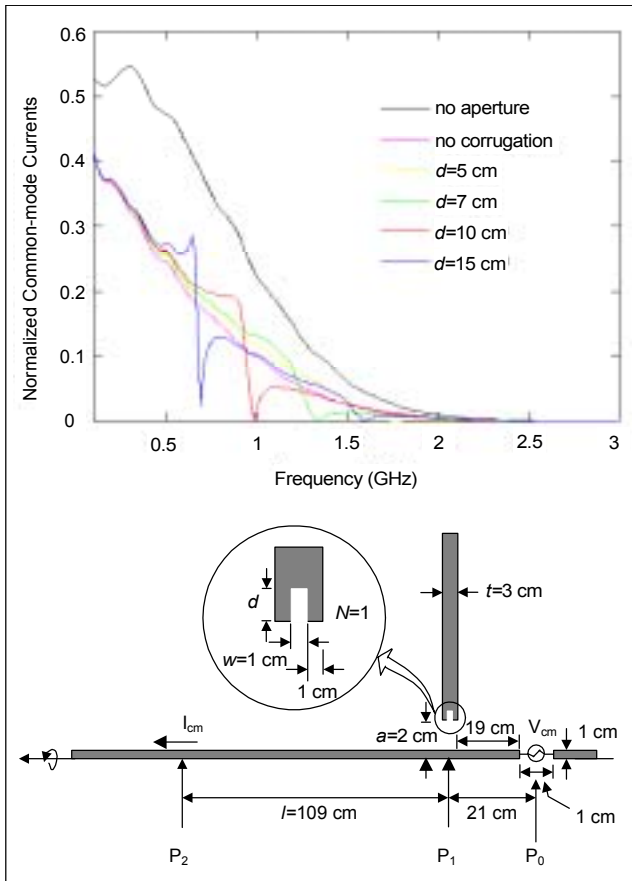 0.6
0.5
0.4
0.3
0.2
0.1
0
Normalized Common-mode Currents
no aperture
no corrugation
d=5 cm
d=7 cm
d=10 cm
d=15 cm
0.5 1 1.5 2 2.5 3
Frequency (GHz)
d
N=1
w=1 cm
1 cm
t=3 cm
Icm
a=2 cm
19 cm
Vcm
1 cm
l=109 cm
21 cm
1 cm
P2
P1
P0